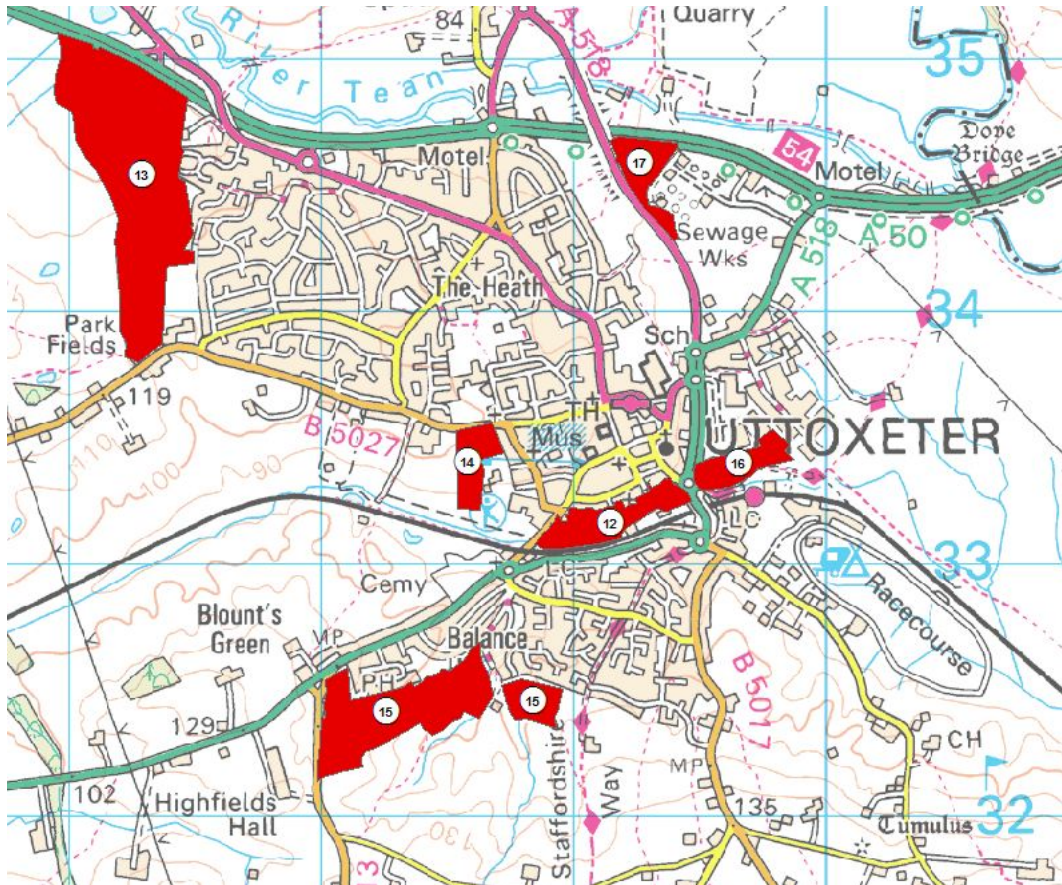 84
A 518
Quarry
35
River Tean
Dove
Bridge
54
Motel
Motel
13
17
Sewage
Wks
A 50
A 518
The Heath
34
Park
Fields
Sch
119
TH
B 5027
Mus
UTTOXETER
110
100
90
14
16
12
LC
LC
33
Cemy
Racecourse
Blount's
Green
MP
Balance
PH
15
15
B 5017
129
Staffordshire
Way
CH
MP
102
Highfields
Hall
130
135
Tumulus
32
13